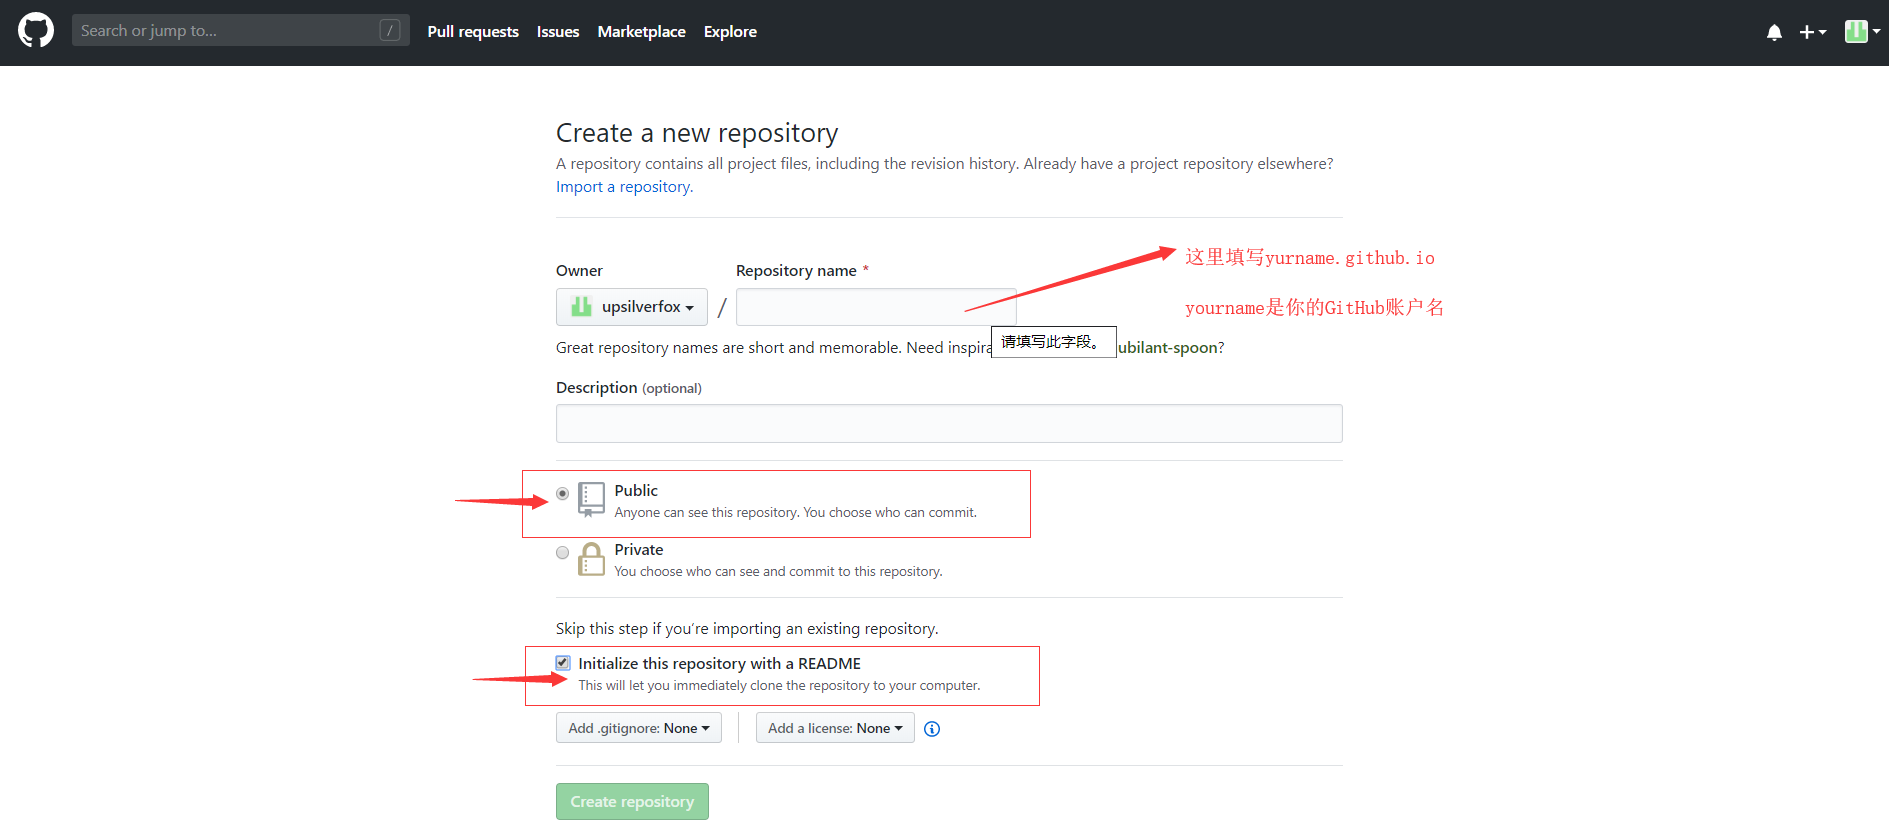 Search or jump to... /
Pull requests Issues Marketplace Explore
Create a new repository
A repository contains all project files, including the revision history. Already have a project repository elsewhere?
Import a repository.
Owner
Repository name *
upsilverfox /
这里填写yurname.github.io
yourname是你的GitHub账户名
Great repository names are short and memorable. Need inspira
请填写此字段。
ubilant-spoon?
Description (optional)
Public
Anyone can see this repository. You choose who can commit.
Private
You choose who can see and commit to this repository.
Skip this step if you’re importing an existing repository.
Initialize this repository with a README
This will let you immediately clone the repository to your computer.
Add .gitignore: None
Add a license: None
Create repository